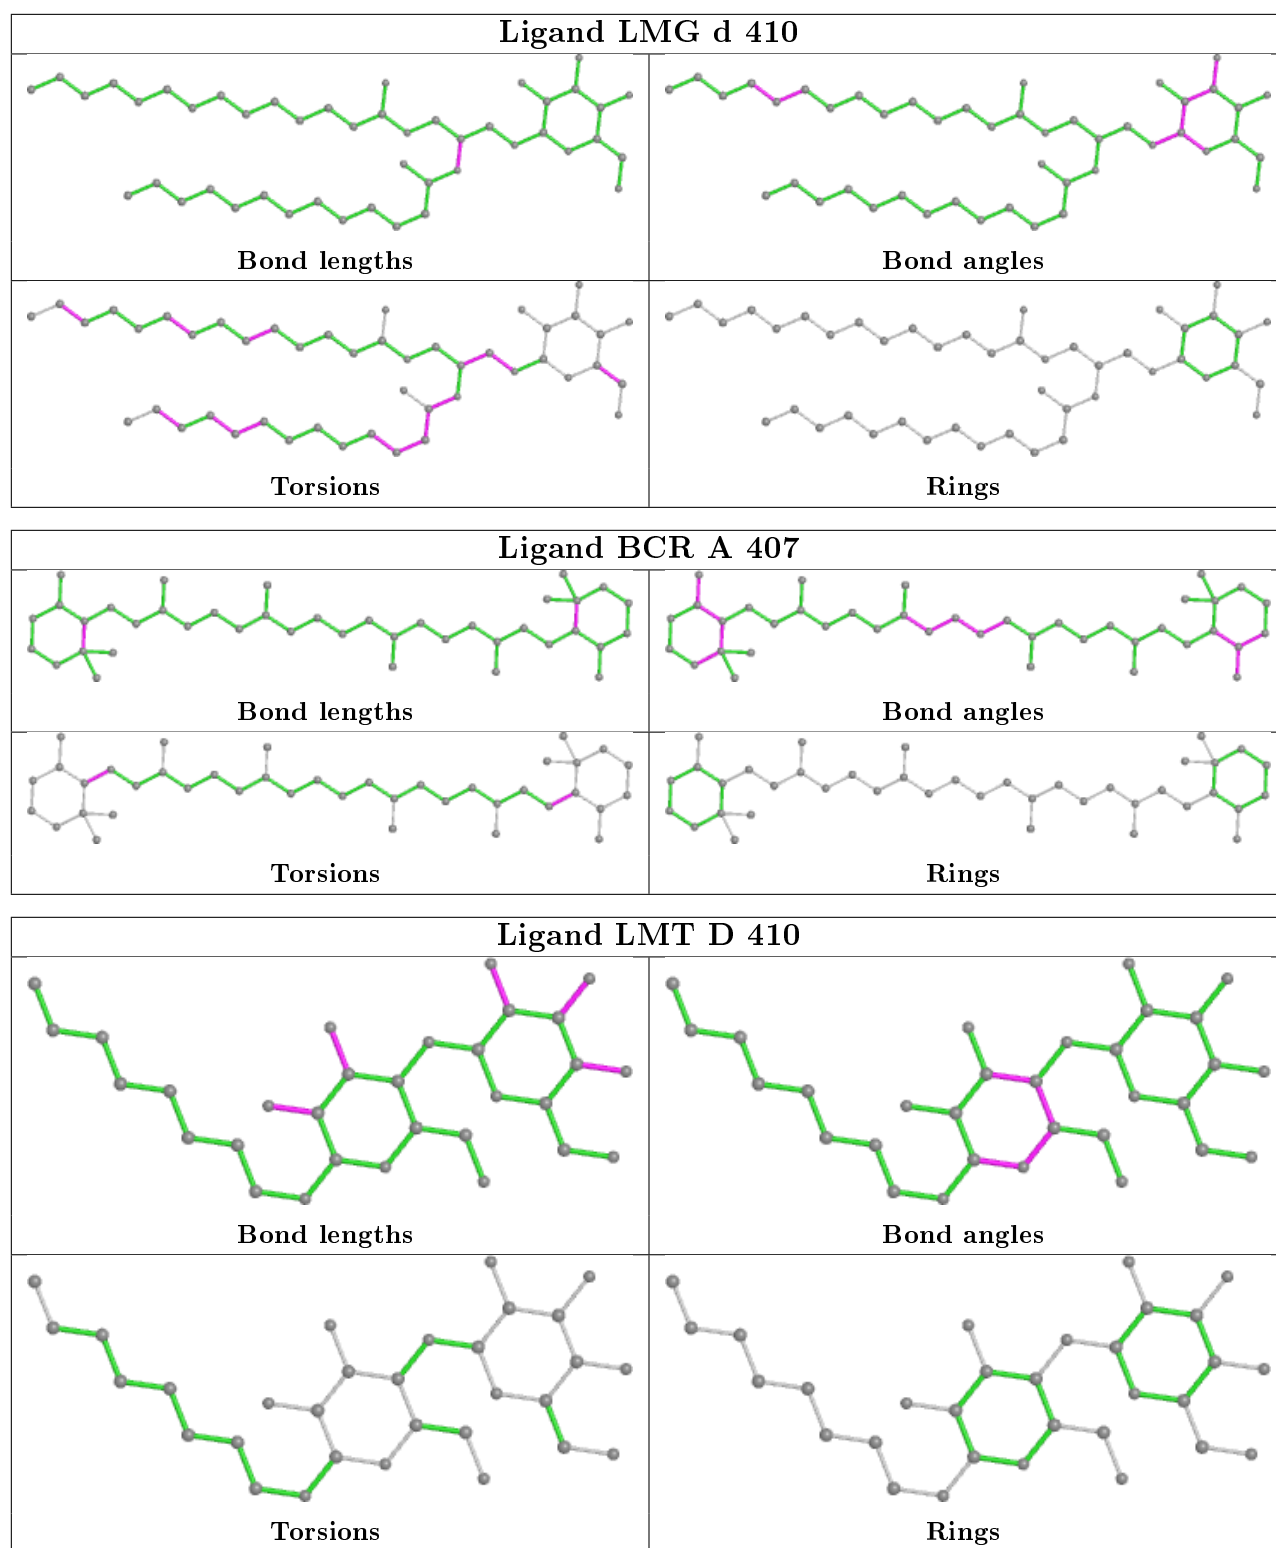 Ligand LMG d 410
Bond lengths
Bond angles
Torsions
Rings
Ligand BCR A 407
Bond lengths
Bond angles
Torsions
Rings
Ligand LMT D 410
Bond lengths
Bond angles
Torsions
Rings